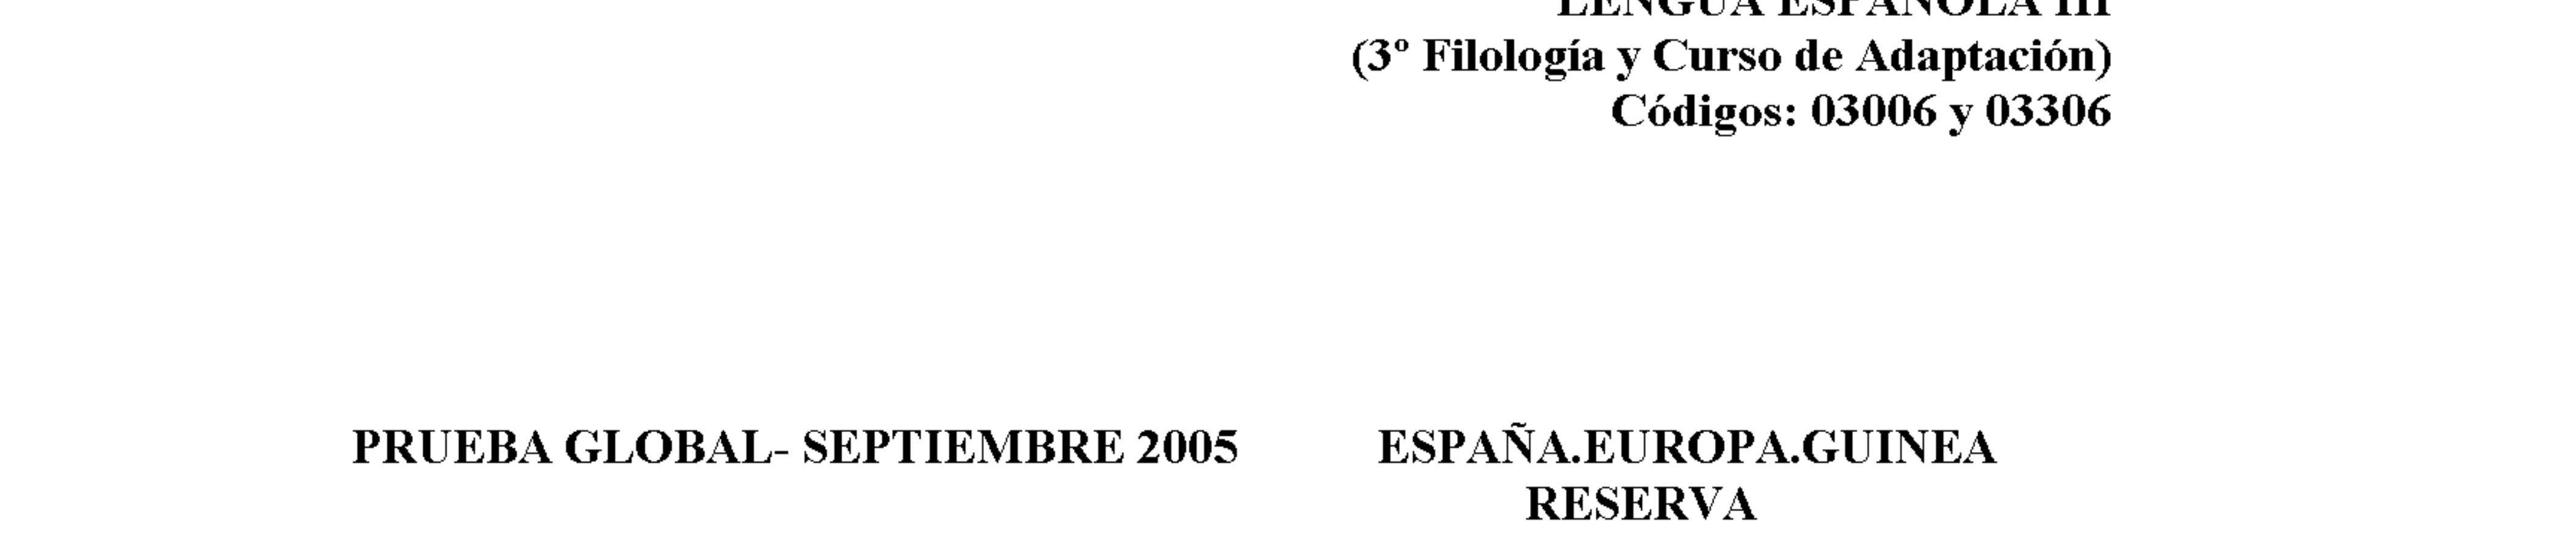 LENGUA ESPAÑOLA III
(3º Filología y Curso de Adaptación)
Códigos: 03006 y 03306
PRUEBA GLOBAL- SEPTIEMBRE 2005 ESPAÑA.EUROPA.GUINEA
RESERVA